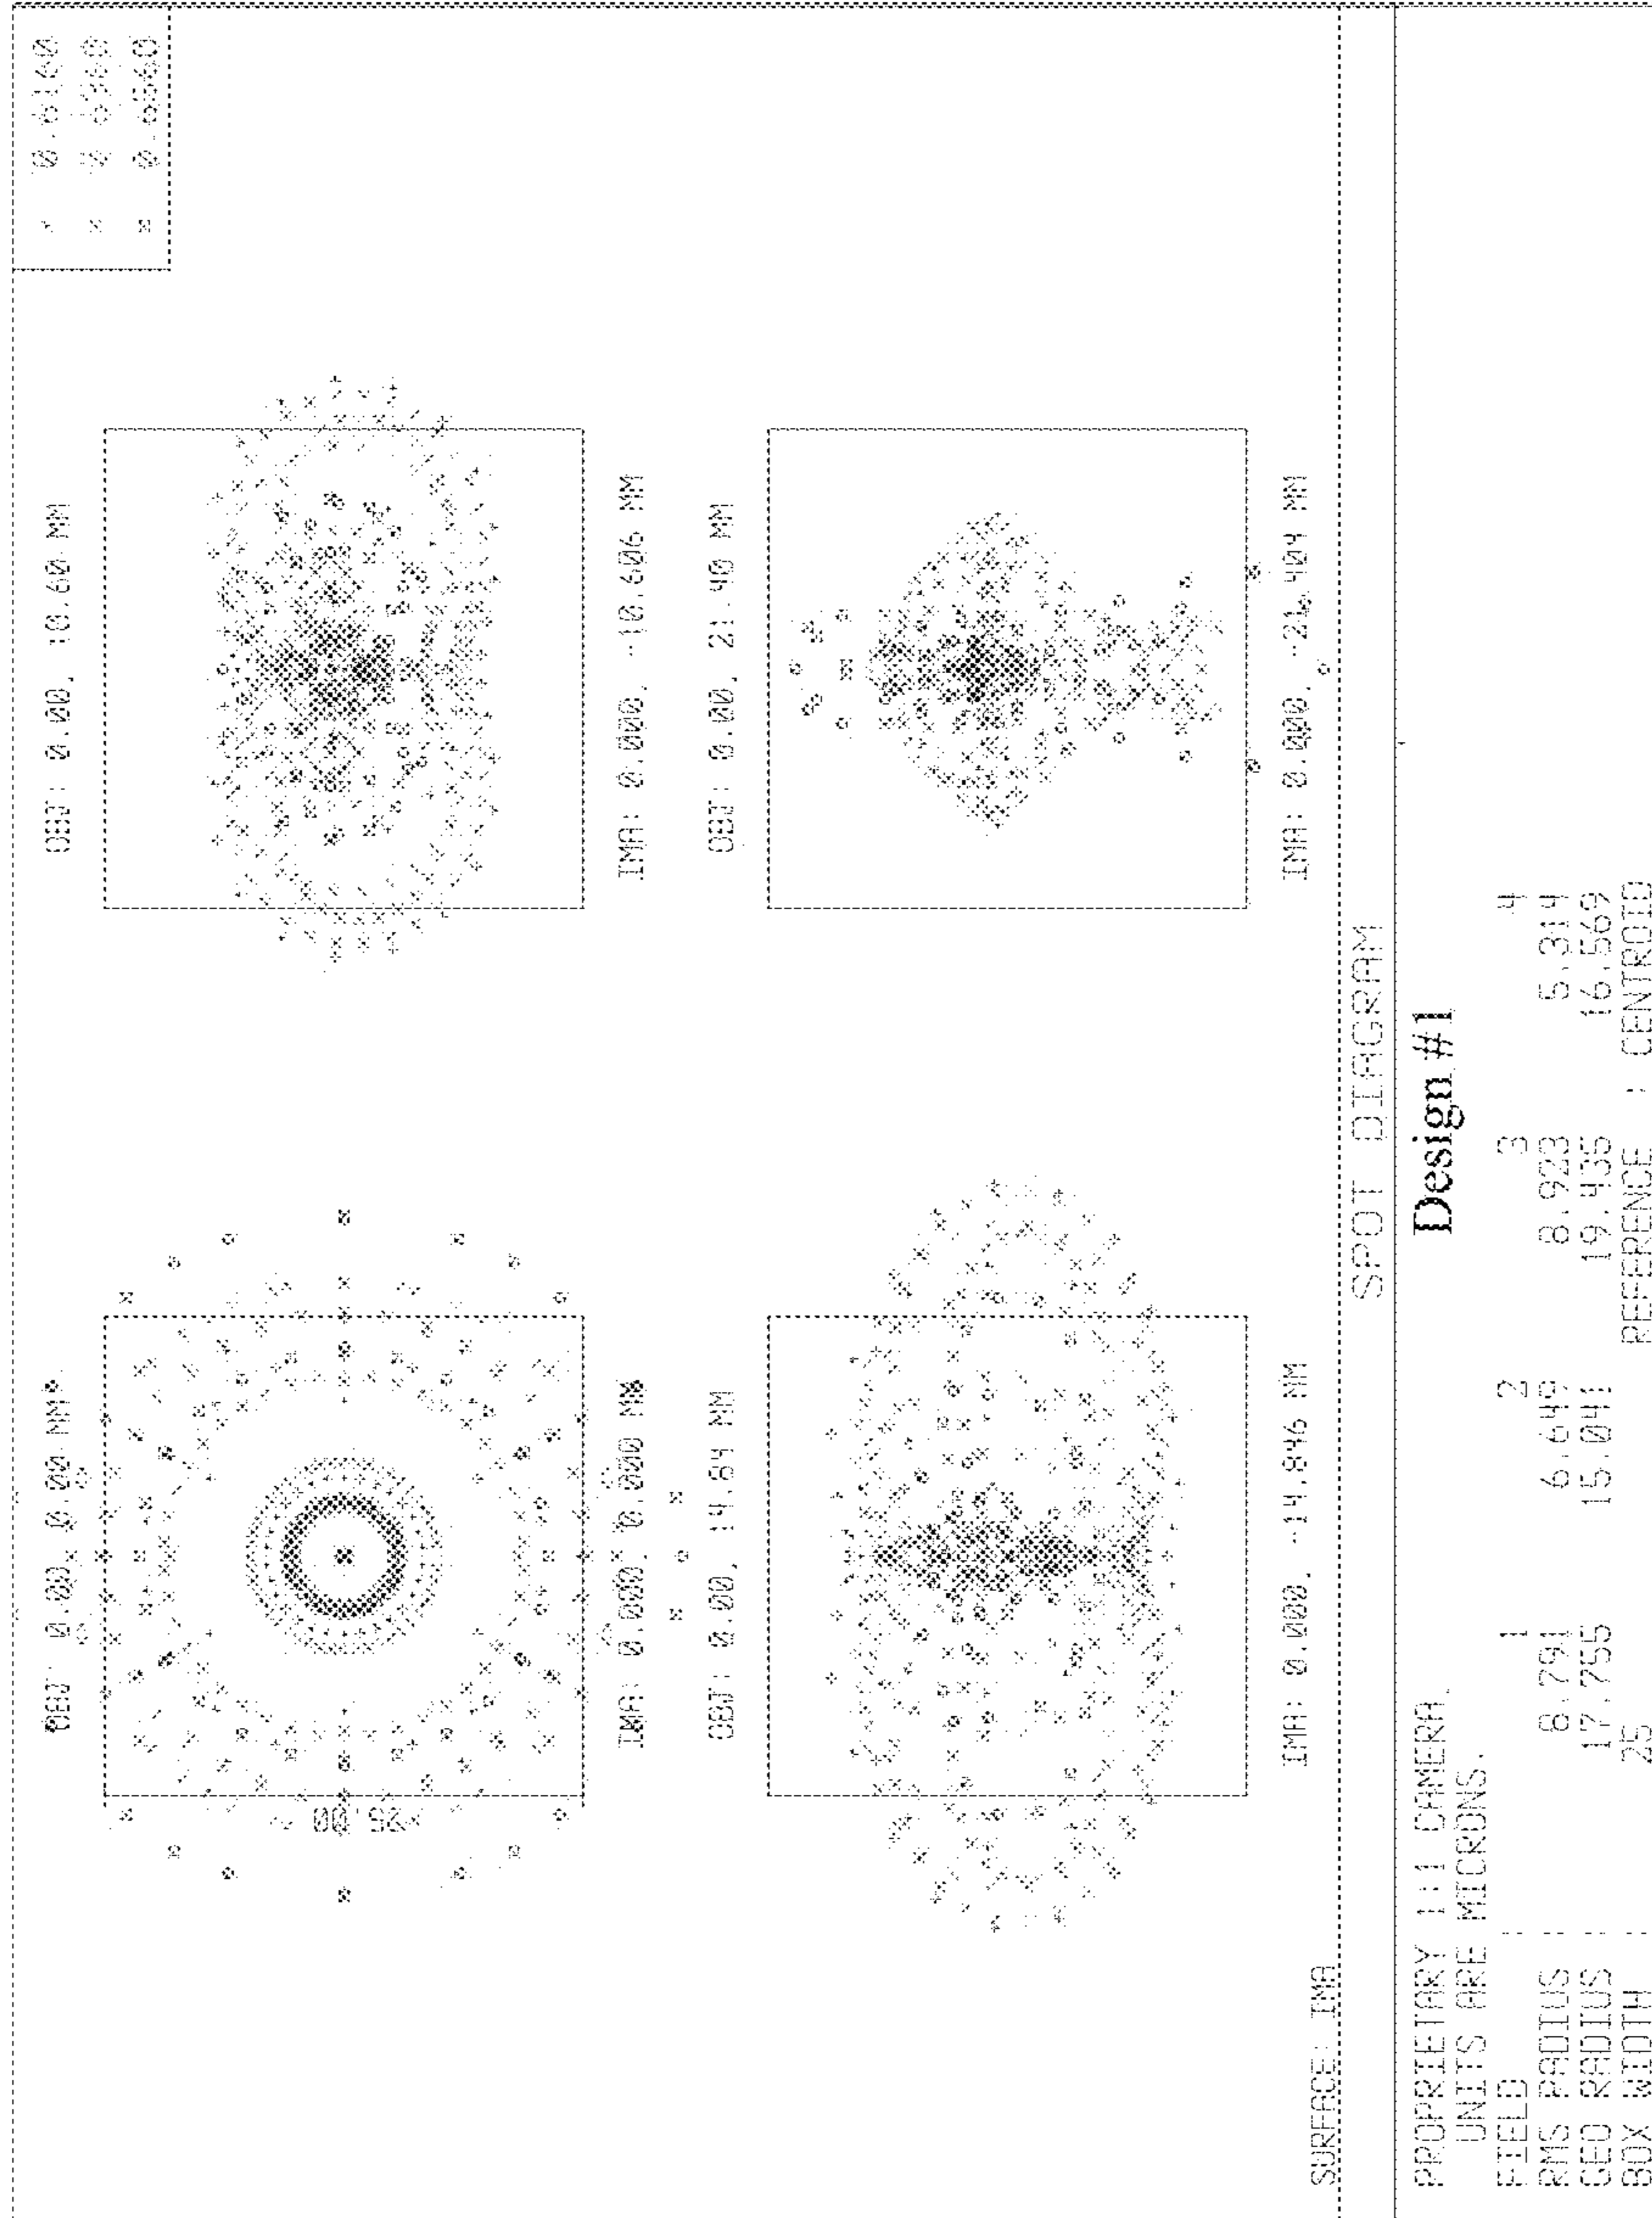 + 0.6160
× 0.6360
0.6560
OBJ: 0.00, 0.00 MM
OBJ: 0.00, 10.60 MM
25.00
IMA: 0.000, 0.000 MM
IMA: 0.000, -10.606 MM
OBJ: 0.00, 14.84 MM
OBJ: 0.00, 21.40 MM
IMA: 0.000, -14.846 MM
IMA: 0.000, -21.404 MM
SURFACE: IMA
SPOT DIAGRAM
Design #1
PROPRIETARY 1:1 CAMERA.
UNITS ARE MICRONS.
FIELD : 1 2 3 4
RMS RADIUS : 8.791 6.649 8.923 5.314
GEO RADIUS : 17.755 15.041 19.435 16.569
BOX WIDTH : 25 REFERENCE : CENTROID